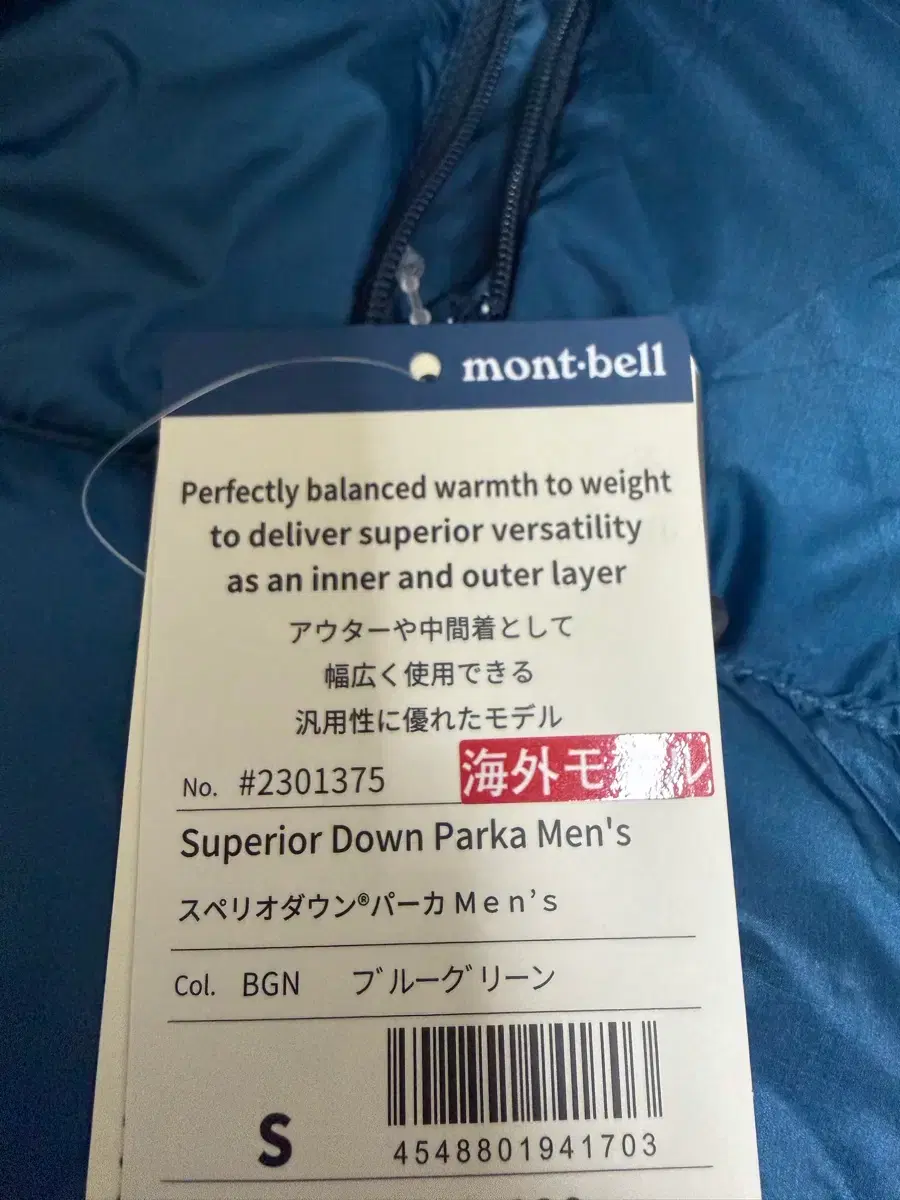 mont·bell
Perfectly balanced warmth to weight
to deliver superior versatility
as an inner and outer layer
アウターや中間着として
幅広く使用できる
汎用性に優れたモデル
No. #2301375
海外モ
Superior Down Parka Men's
スペリオダウン®パーカ Men's
Col. BGN ブルーグリーン
S
4548801941703